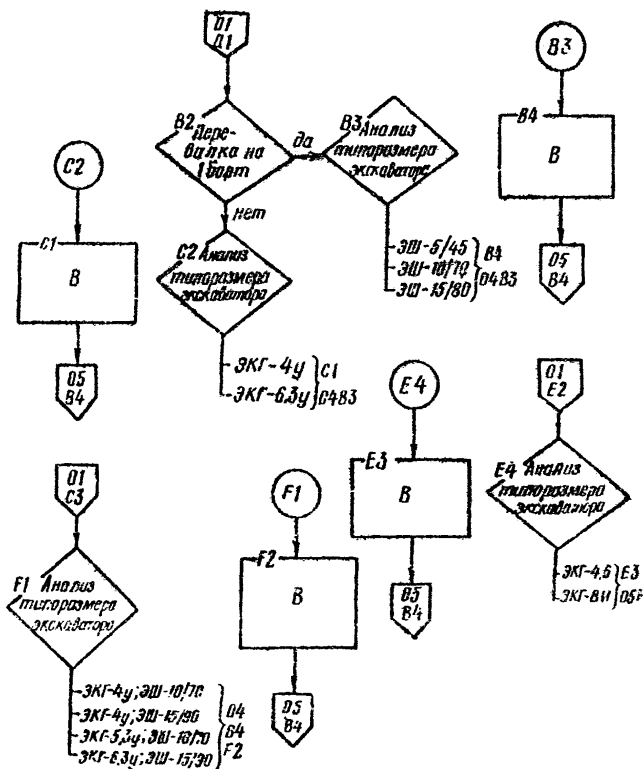 01
Д1
B2
Пере-
валка на
1 борт
да
нет
B3 Анализ
типоразмера
экскаватора
ЭШ-6/45
ЭШ-10/70
ЭШ-15/80
B4
04B3
B3
B4
B
05
B4
C2
C1
B
05
B4
C2 Анализ
типоразмера
экскаватора
ЭКГ-4у
ЭКГ-6,3у
C1
04B3
E4
E3
B
05
B4
01
E2
E4 Анализ
типоразмера
экскаватора
ЭКГ-4,6
ЭКГ-8И
E3
01
C3
F1 Анализ
типоразмера
экскаватора
ЭКГ-4у; ЭШ-10/70
ЭКГ-4у; ЭШ-15/90
ЭКГ-5,3у; ЭШ-10/70
ЭКГ-6,3у; ЭШ-15/90
04
B4
F2
F1
F2
B
05
B4